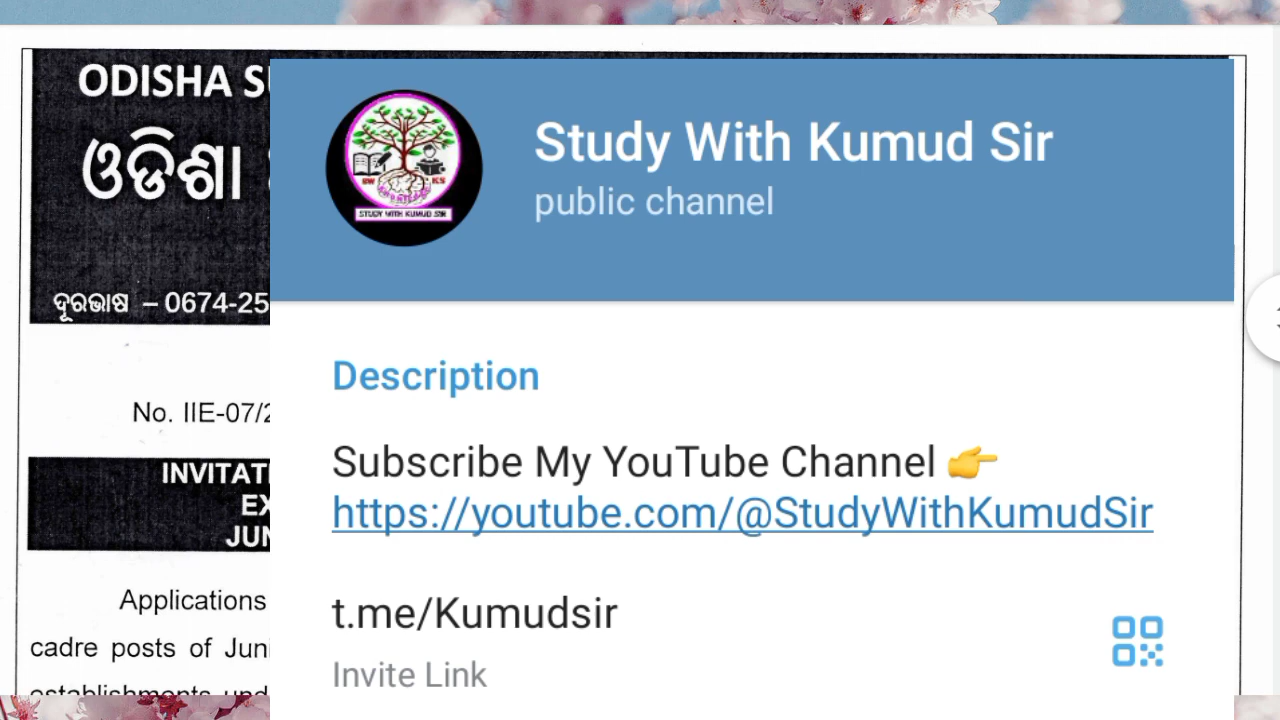 ODISHA
ଓଡିଶା
ଦୂରଭାଷ – 0674-25
No. IIE-07/2
INVITAT
EX
JUN
Applications
cadre posts of Juni
establishments und
Study With Kumud Sir
public channel
STUDY WITH KUMUD SIR
Description
Subscribe My YouTube Channel 👉
https://youtube.com/@StudyWithKumudSir
t.me/Kumudsir
Invite Link